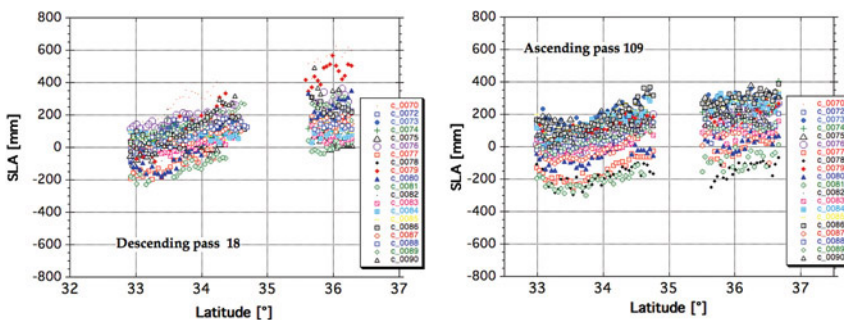 800
600
400
200
0
-200
-400
-600
-800
SLA [mm]
32 33 34 35 36 37
Latitude [°]
Descending pass 18
c_0070
c_0072
c_0073
c_0074
c_0075
c_0076
c_0077
c_0078
c_0079
c_0080
c_0081
c_0082
c_0083
c_0084
c_0085
c_0086
c_0087
c_0088
c_0089
c_0090
800
600
400
200
0
-200
-400
-600
-800
SLA [mm]
33 34 35 36 37
Latitude [°]
Ascending pass 109
c_0070
c_0072
c_0073
c_0074
c_0075
c_0076
c_0077
c_0078
c_0079
c_0080
c_0081
c_0082
c_0083
c_0084
c_0086
c_0087
c_0088
c_0089
c_0090